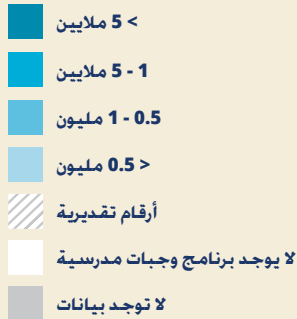 > 5 ملايين
1 - 5 ملايين
0.5 - 1 مليون
< 0.5 مليون
أرقام تقديرية
لا يوجد برنامج وجبات مدرسية
لا توجد بيانات